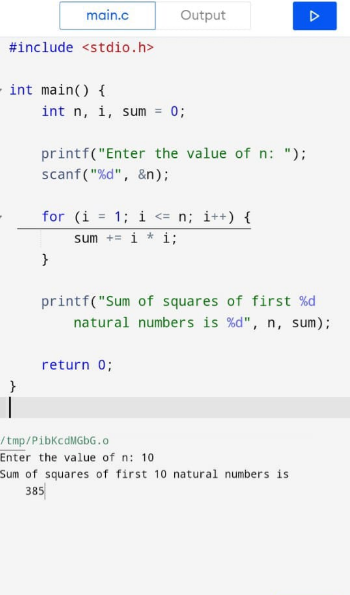 main.c Output
#include <stdio.h>
int main() {
int n, i, sum = 0;
printf("Enter the value of n: ");
scanf("%d", &n);
for (i = 1; i <= n; i++) {
sum += i * i;
}
printf("Sum of squares of first %d
natural numbers is %d", n, sum);
return 0;
}
/tmp/PibKcdMGbG.o
Enter the value of n: 10
Sum of squares of first 10 natural numbers is
385